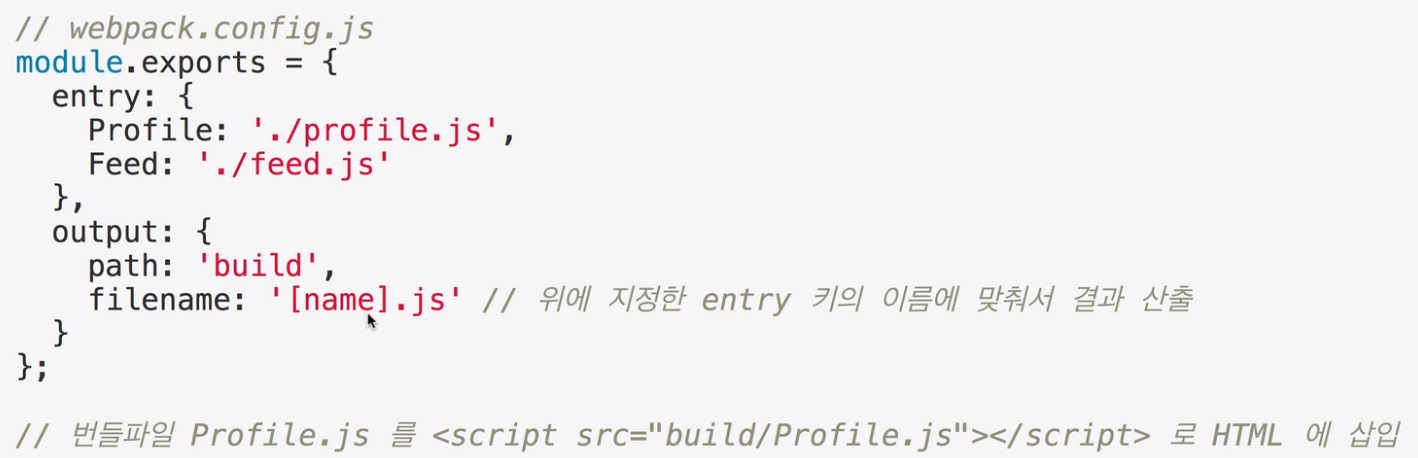 // webpack.config.js
module.exports = {
  entry: {
    Profile: './profile.js',
    Feed: './feed.js'
  },
  output: {
    path: 'build',
    filename: '[name].js' // 위에 지정한 entry 키의 이름에 맞춰서 결과 산출
  }
};

// 번들파일 Profile.js 를 <script src="build/Profile.js"></script> 로 HTML 에 삽입